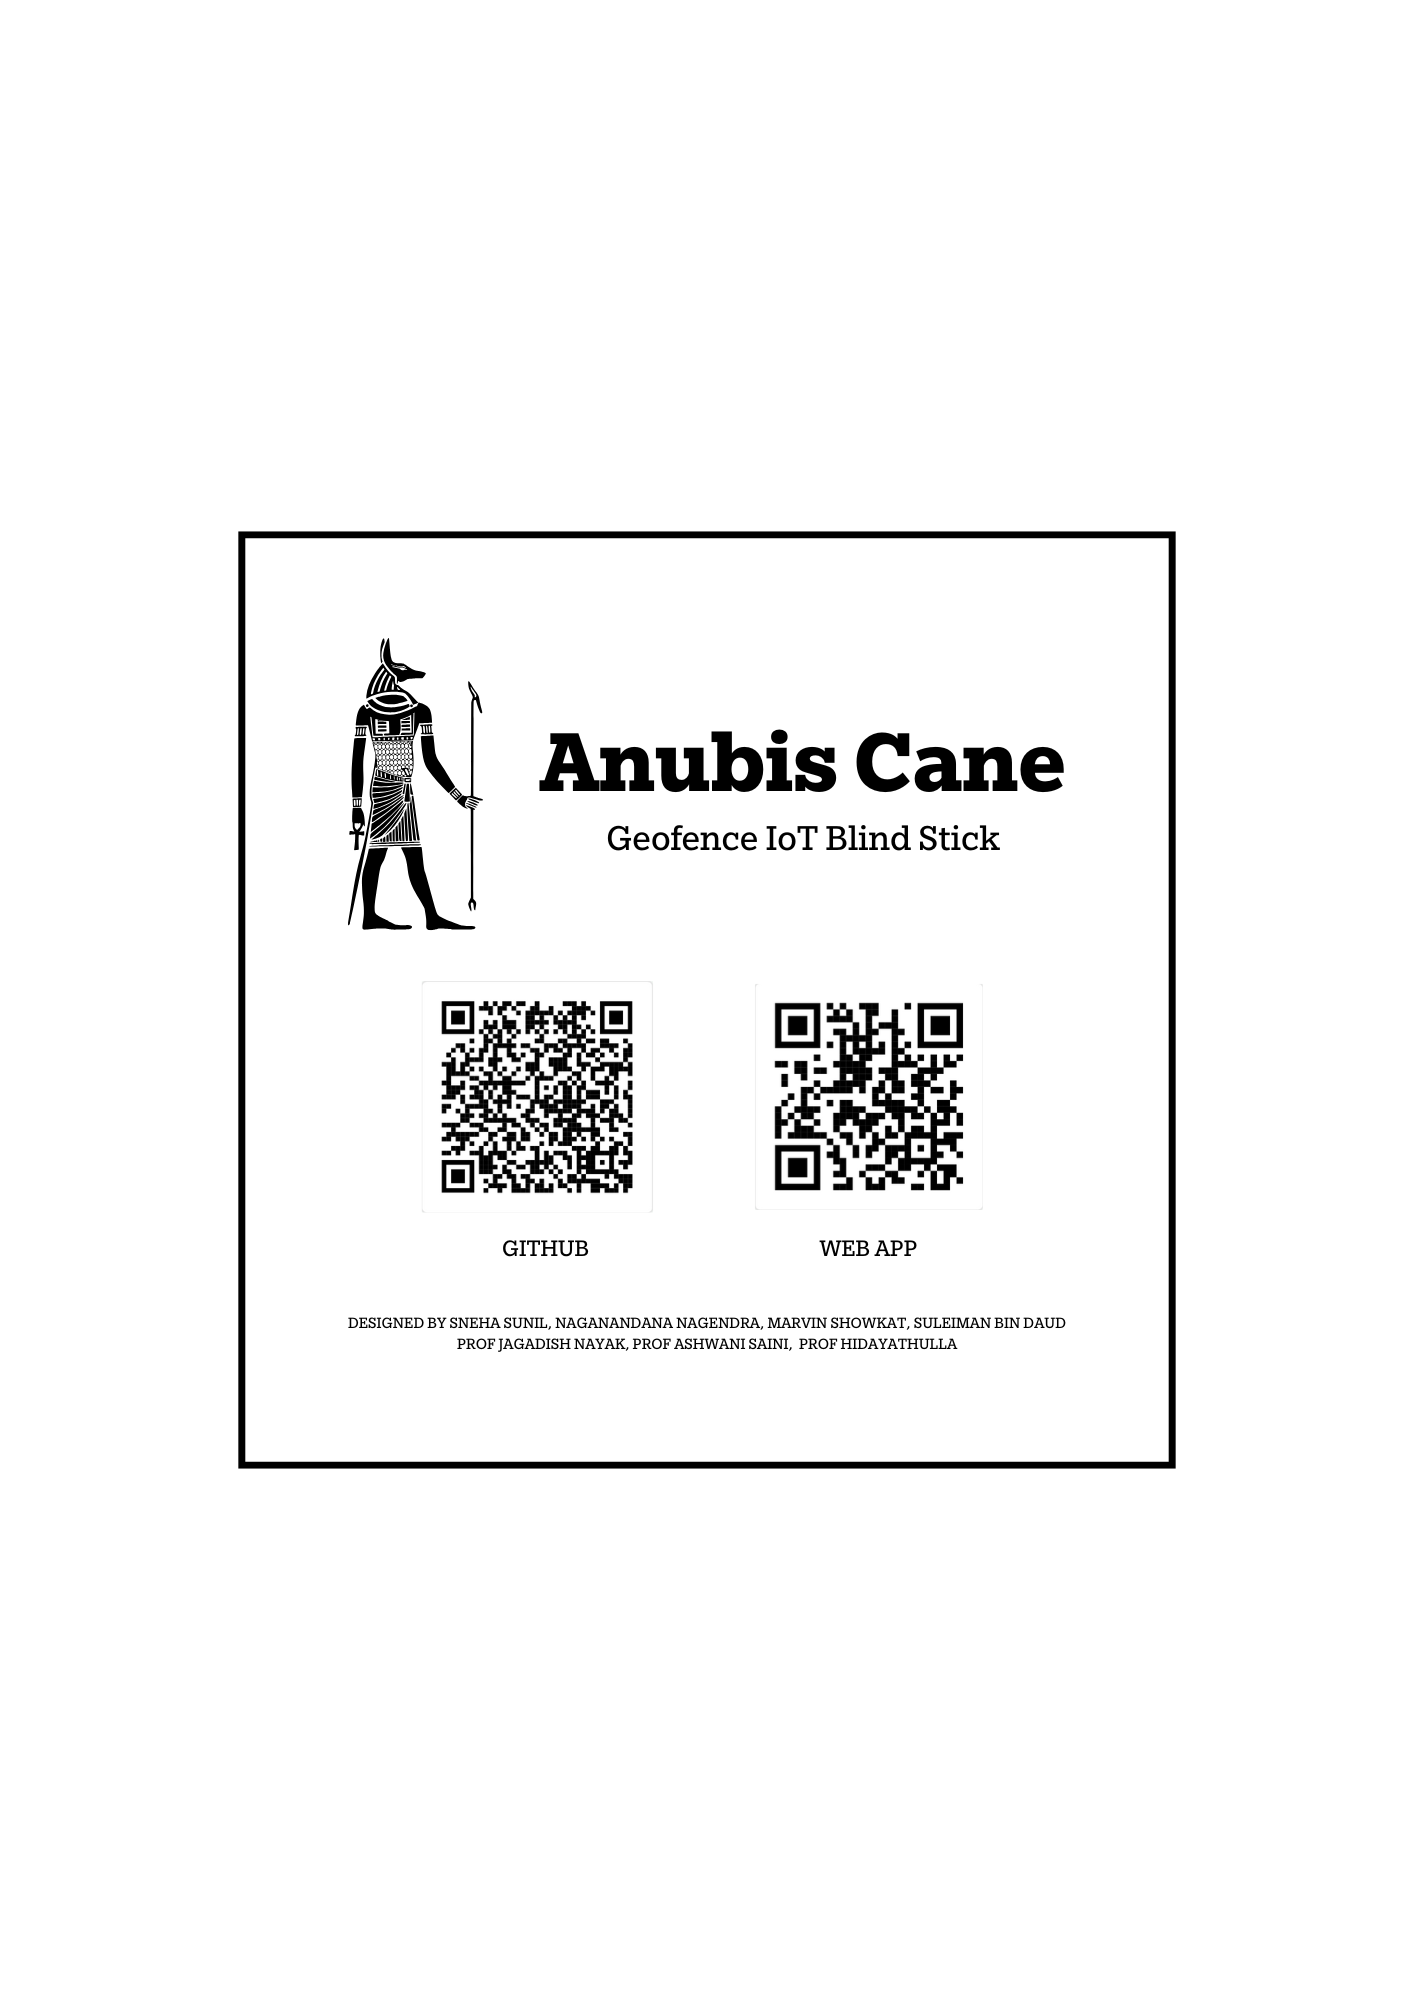 Anubis Cane
Geofence IoT Blind Stick
GITHUB
WEB APP
DESIGNED BY SNEHA SUNIL, NAGANANDANA NAGENDRA, MARVIN SHOWKAT, SULEIMAN BIN DAUD
PROF JAGADISH NAYAK, PROF ASHWANI SAINI, PROF HIDAYATHULLA